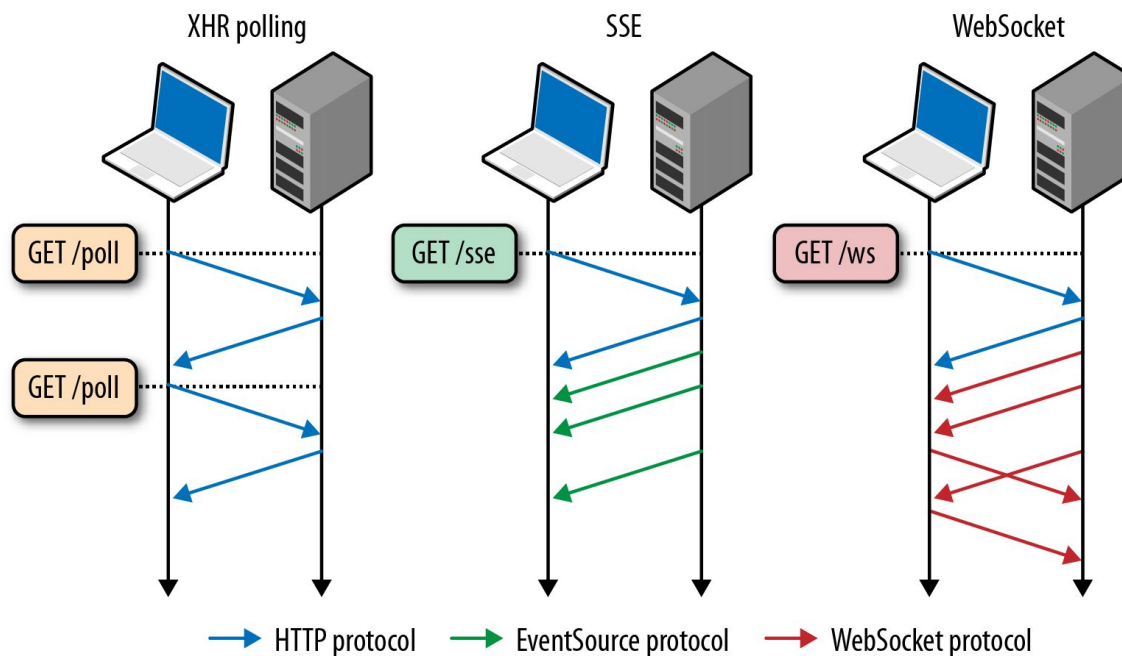 XHR polling
SSE
WebSocket
GET /poll
GET /sse
GET /ws
GET /poll
HTTP protocol
EventSource protocol
WebSocket protocol